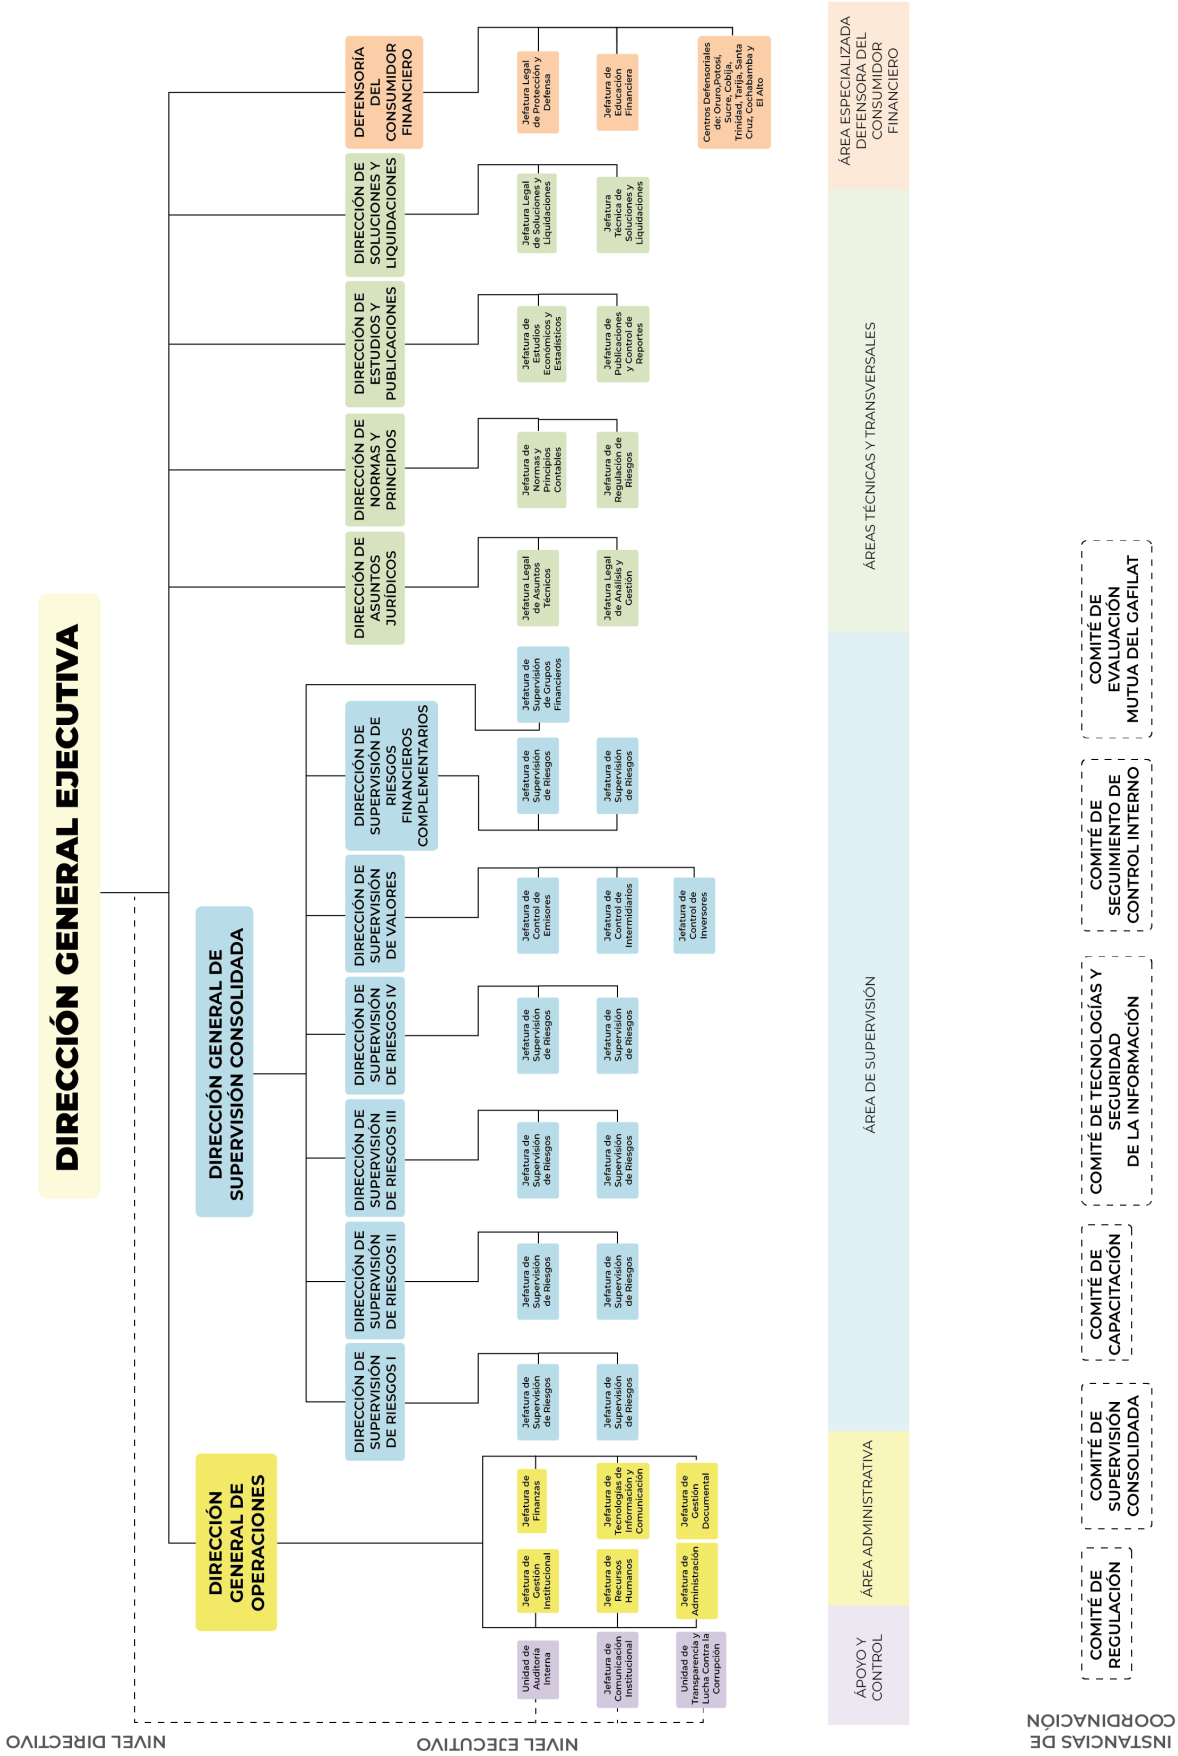 NIVEL DIRECTIVO
DIRECCIÓN GENERAL EJECUTIVA
NIVEL EJECUTIVO
DIRECCIÓN
GENERAL DE
OPERACIONES
DIRECCIÓN GENERAL DE
SUPERVISIÓN CONSOLIDADA
DIRECCIÓN DE
SUPERVISIÓN
DE RIESGOS I
DIRECCIÓN DE
SUPERVISIÓN
DE RIESGOS II
DIRECCIÓN DE
SUPERVISIÓN
DE RIESGOS III
DIRECCIÓN DE
SUPERVISIÓN
DE RIESGOS IV
DIRECCIÓN DE
SUPERVISIÓN
DE VALORES
DIRECCIÓN DE
SUPERVISIÓN DE
RIESGOS
FINANCIEROS
COMPLEMENTARIOS
DIRECCIÓN DE
ASUNTOS
JURÍDICOS
DIRECCIÓN DE
NORMAS Y
PRINCIPIOS
DIRECCIÓN DE
ESTUDIOS Y
PUBLICACIONES
DIRECCIÓN DE
SOLUCIONES Y
LIQUIDACIONES
DEFENSORÍA
DEL
CONSUMIDOR
FINANCIERO
Unidad de
Auditoría
Interna
Jefatura de
Comunicación
Institucional
Unidad de
Transparencia y
Lucha Contra la
Corrupción
Jefatura de
Gestión
Institucional
Jefatura de
Recursos
Humanos
Jefatura de
Administración
Jefatura de
Finanzas
Jefatura de
Tecnologías de
Información y
Comunicación
Jefatura de
Gestión
Documental
Jefatura de
Supervisión
de Riesgos
Jefatura de
Supervisión
de Riesgos
Jefatura de
Supervisión
de Riesgos
Jefatura de
Supervisión
de Riesgos
Jefatura de
Supervisión
de Riesgos
Jefatura de
Supervisión
de Riesgos
Jefatura de
Supervisión
de Riesgos
Jefatura de
Supervisión
de Riesgos
Jefatura de
Control de
Emisores
Jefatura de
Control de
Intermidiarios
Jefatura de
Control de
Inversores
Jefatura de
Supervisión
de Riesgos
Jefatura de
Supervisión
de Riesgos
Jefatura de
Supervisión
de Grupos
Financieros
Jefatura Legal
de Asuntos
Técnicos
Jefatura Legal
de Análisis y
Gestión
Jefatura de
Normas y
Principios
Contables
Jefatura de
Regulación de
Riesgos
Jefatura de
Estudios
Económicos y
Estadísticos
Jefatura de
Publicaciones
y Control de
Reportes
Jefatura Legal
de Soluciones y
Liquidaciones
Jefatura
Técnica de
Soluciones y
Liquidaciones
Jefatura Legal
de Protección y
Defensa
Jefatura de
Educación
Financiera
Centros Defensoriales
de: Oruro,Potosí,
Sucre, Cobija,
Trinidad, Tarija, Santa
Cruz, Cochabamba y
El Alto
ÁPOYO Y
CONTROL
ÁREA ADMINISTRATIVA
ÁREA DE SUPERVISIÓN
ÁREAS TÉCNICAS Y TRANSVERSALES
ÁREA ESPECIALIZADA
DEFENSORA DEL
CONSUMIDOR
FINANCIERO
INSTANCIAS DE
COORDINACIÓN
COMITÉ DE
REGULACIÓN
COMITÉ DE
SUPERVISIÓN
CONSOLIDADA
COMITÉ DE
CAPACITACIÓN
COMITÉ DE TECNOLOGÍAS Y
SEGURIDAD
DE LA INFORMACIÓN
COMITÉ DE
SEGUIMIENTO DE
CONTROL INTERNO
COMITÉ DE
EVALUACIÓN
MUTUA DEL GAFILAT